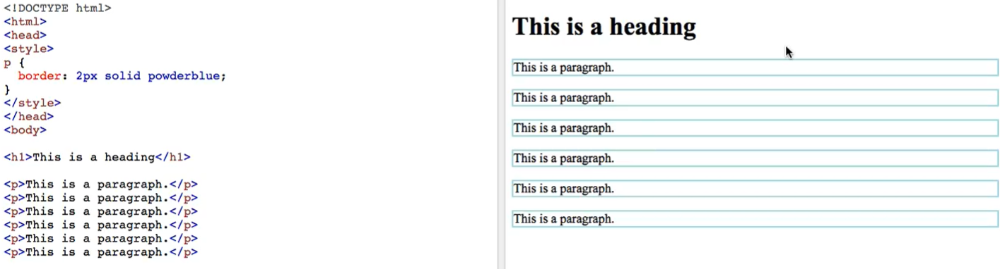 <!DOCTYPE html>
<html>
<head>
<style>
p {
  border: 2px solid powderblue;
}
</style>
</head>
<body>

<h1>This is a heading</h1>

<p>This is a paragraph.</p>
<p>This is a paragraph.</p>
<p>This is a paragraph.</p>
<p>This is a paragraph.</p>
<p>This is a paragraph.</p>
<p>This is a paragraph.</p>
This is a heading
This is a paragraph.
This is a paragraph.
This is a paragraph.
This is a paragraph.
This is a paragraph.
This is a paragraph.